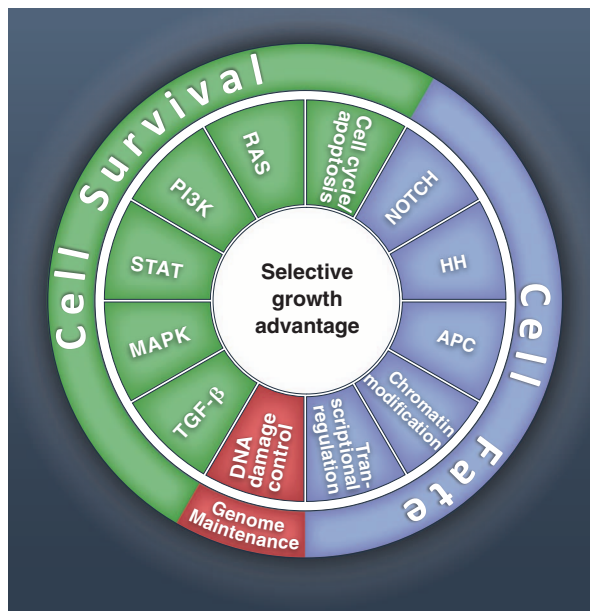 Cell Survival
Cell Fate
Genome
Maintenance
Cell cycle/
apoptosis
NOTCH
HH
APC
Chromatin
modification
Tran-
scriptional
regulation
DNA
damage
control
TGF-β
MAPK
STAT
PI3K
RAS
Selective
growth
advantage